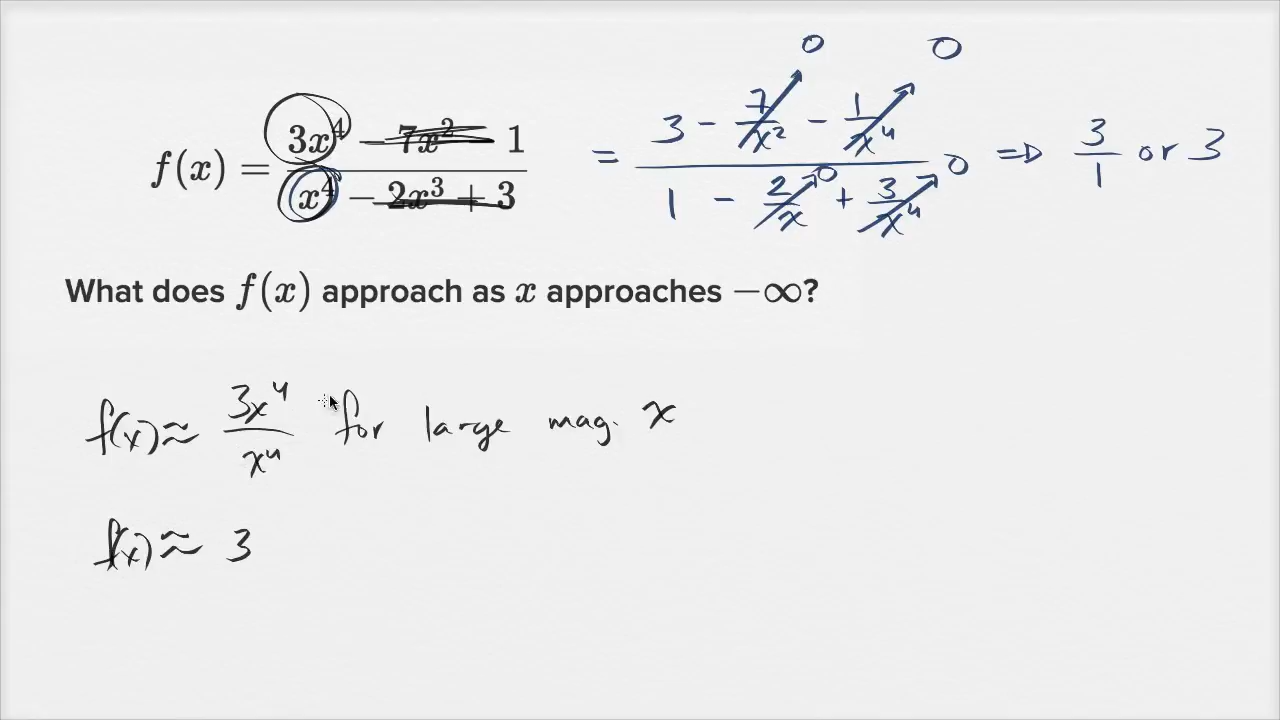 f(x) = (3x⁴ − 7x² − 1)/(x⁴ − 2x³ + 3) = (3 − 7/x² − 1/x⁴)/(1 − 2/x + 3/x⁴) ⇒ 3/1 or 3
0 0
0 0
What does f(x) approach as x approaches −∞?
f(x) ≈ 3x⁴/x⁴ for large mag. x
f(x) ≈ 3